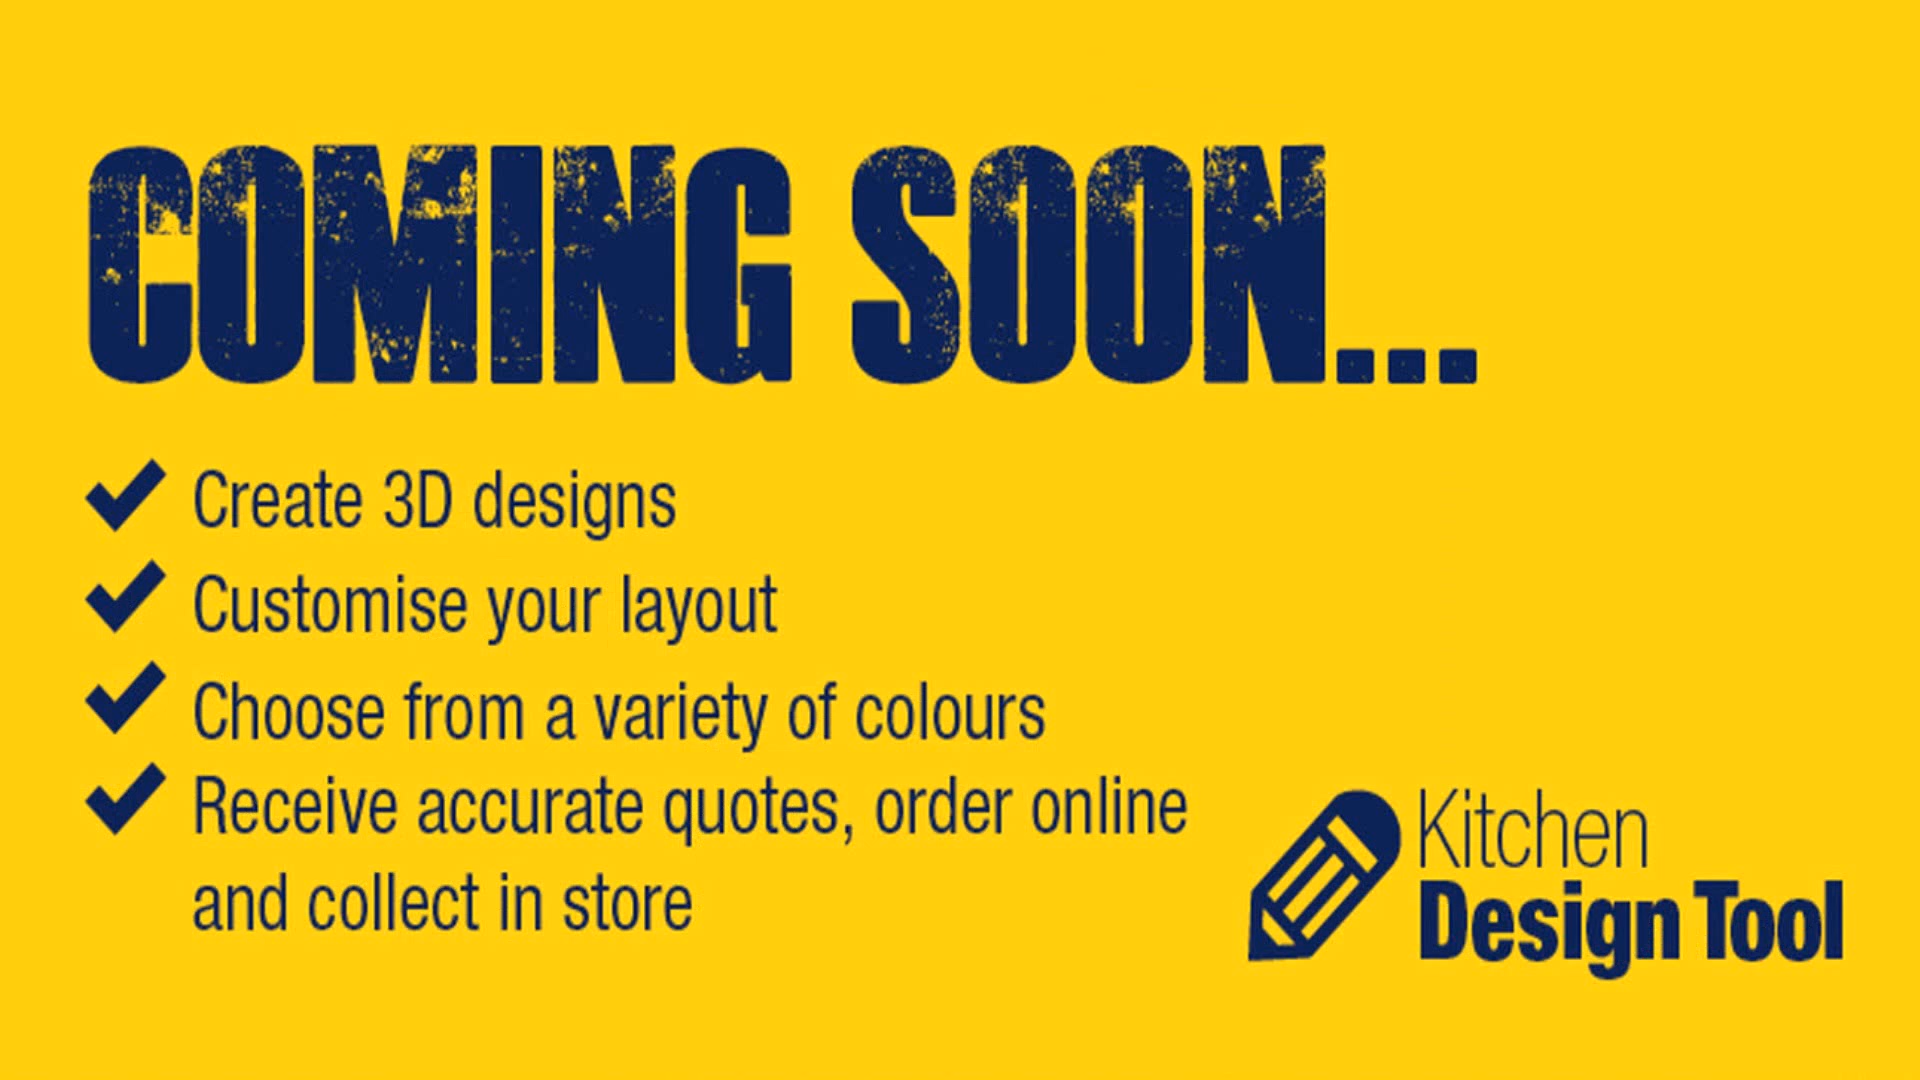 COMING SOON...
Create 3D designs
Customise your layout
Choose from a variety of colours
Receive accurate quotes, order online
and collect in store
Kitchen
Design Tool